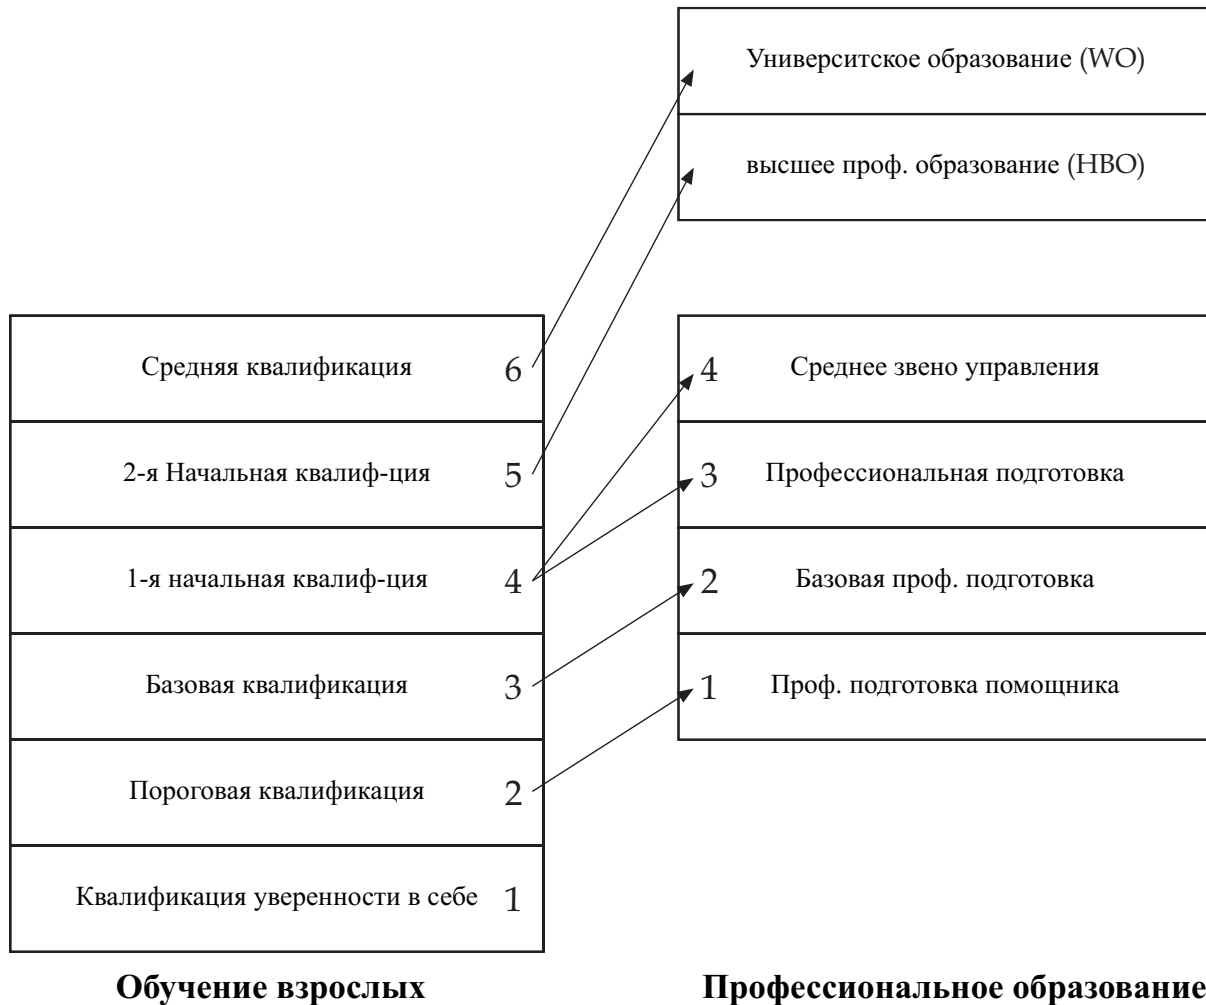 Университское образование (WO)
высшее проф. образование (HBO)
Средняя квалификация 6
2-я Начальная квалиф-ция 5
1-я начальная квалиф-ция 4
Базовая квалификация 3
Пороговая квалификация 2
Квалификация уверенности в себе 1
4 Среднее звено управления
3 Профессиональная подготовка
2 Базовая проф. подготовка
1 Проф. подготовка помощника
Обучение взрослых
Профессиональное образование